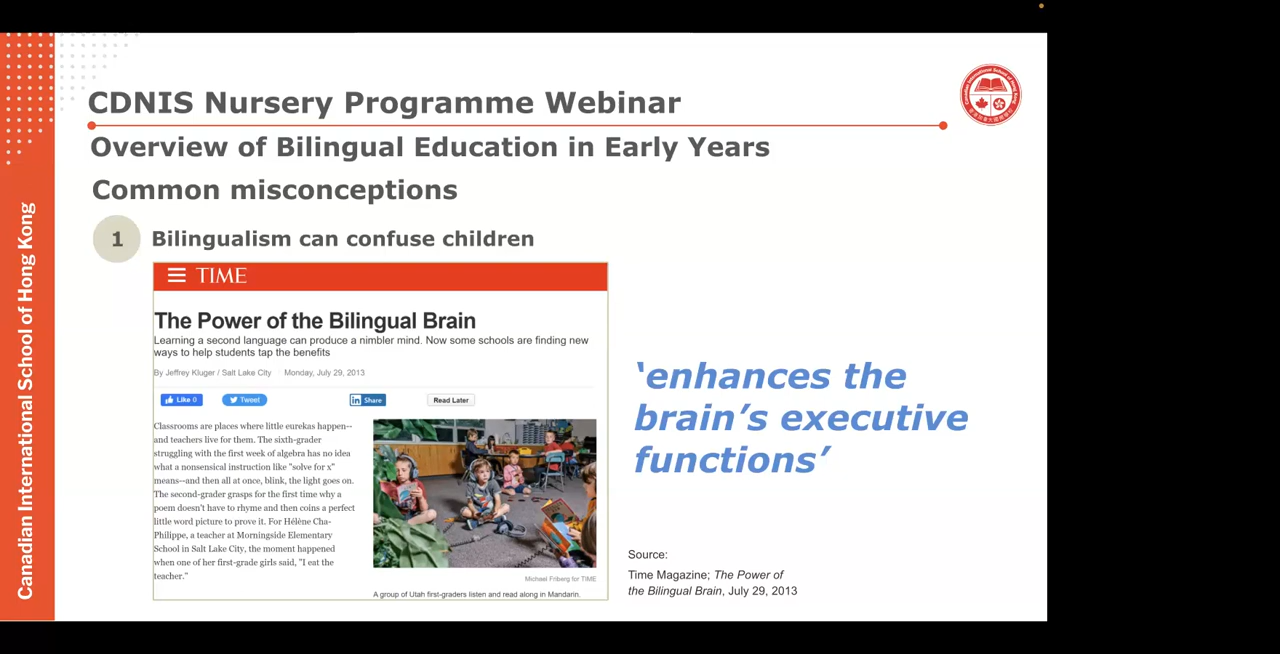 Canadian International School of Hong Kong
CDNIS Nursery Programme Webinar
Overview of Bilingual Education in Early Years
Common misconceptions
1 Bilingualism can confuse children
TIME
The Power of the Bilingual Brain
Learning a second language can produce a nimbler mind. Now some schools are finding new
ways to help students tap the benefits
By Jeffrey Kluger / Salt Lake City Monday, July 29, 2013
Like 0 Tweet in Share Read Later
Classrooms are places where little eurekas happen--
and teachers live for them. The sixth-grader
struggling with the first week of algebra has no idea
what a nonsensical instruction like "solve for x"
means--and then all at once, blink, the light goes on.
The second-grader grasps for the first time why a
poem doesn't have to rhyme and then coins a perfect
little word picture to prove it. For Hélène Cha-
Philippe, a teacher at Morningside Elementary
School in Salt Lake City, the moment happened
when one of her first-grade girls said, "I eat the
teacher."
Michael Friberg for TIME
A group of Utah first-graders listen and read along in Mandarin.
‘enhances the
brain’s executive
functions’
Source:
Time Magazine; The Power of
the Bilingual Brain, July 29, 2013